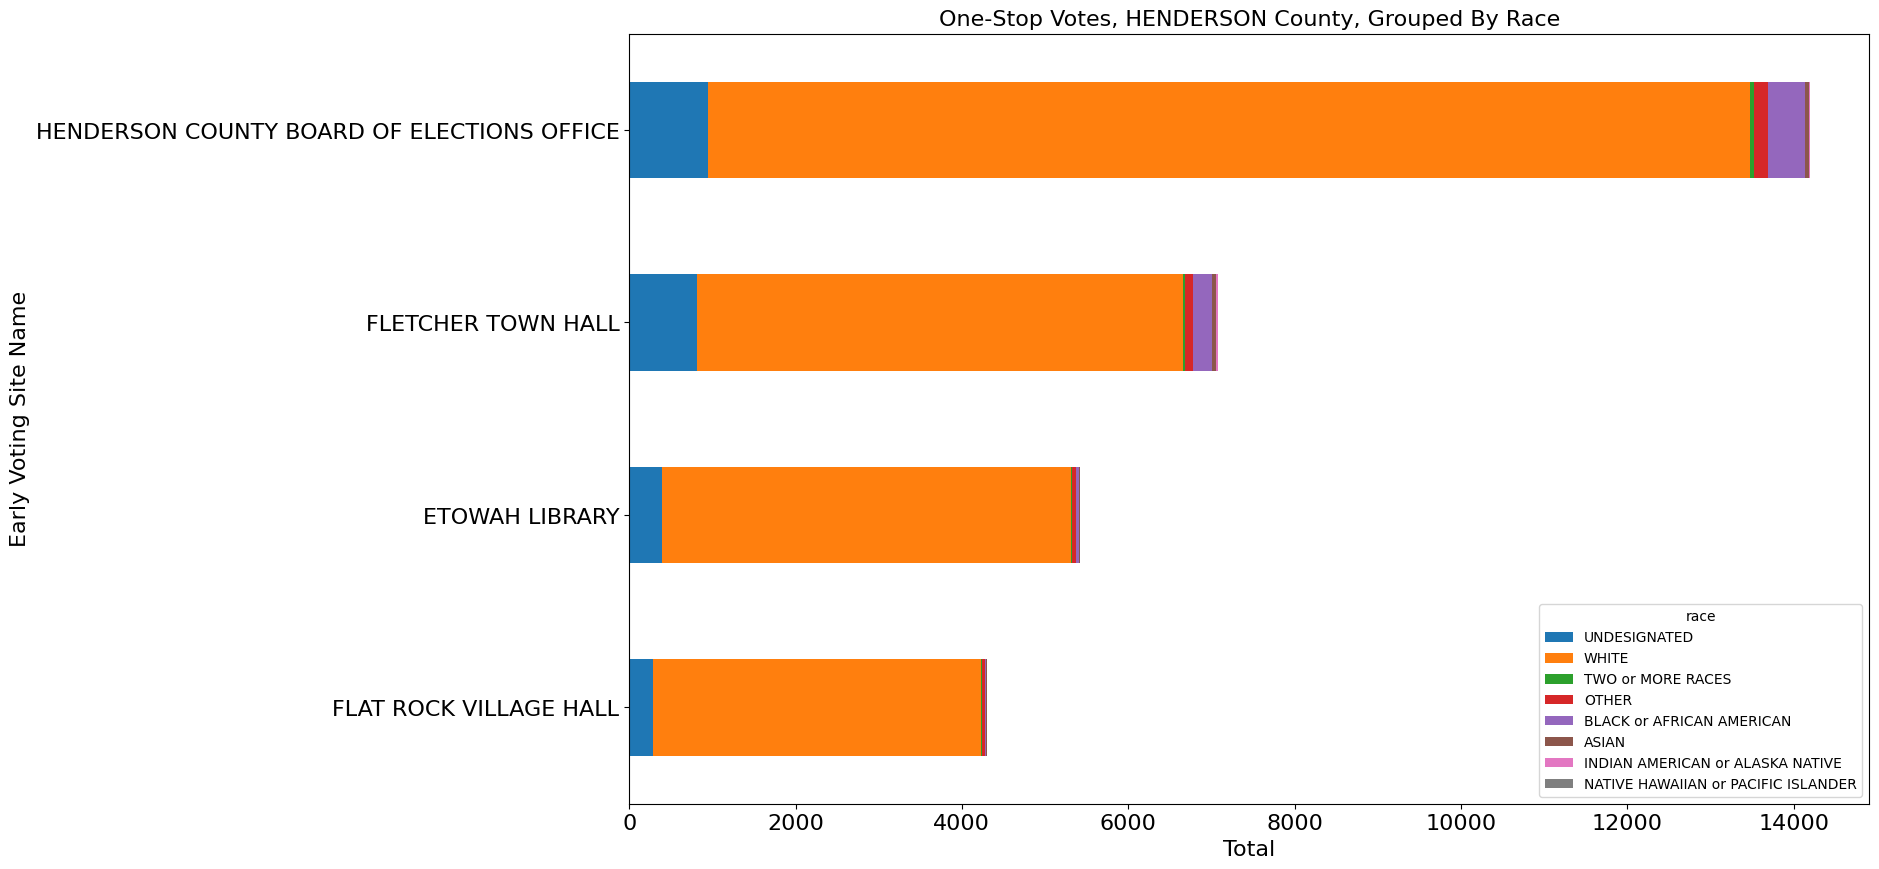 One-Stop Votes, HENDERSON County, Grouped By Race
Early Voting Site Name
HENDERSON COUNTY BOARD OF ELECTIONS OFFICE
FLETCHER TOWN HALL
ETOWAH LIBRARY
FLAT ROCK VILLAGE HALL
race
UNDESIGNATED
WHITE
TWO or MORE RACES
OTHER
BLACK or AFRICAN AMERICAN
ASIAN
INDIAN AMERICAN or ALASKA NATIVE
NATIVE HAWAIIAN or PACIFIC ISLANDER
0 2000 4000 6000 8000 10000 12000 14000
Total